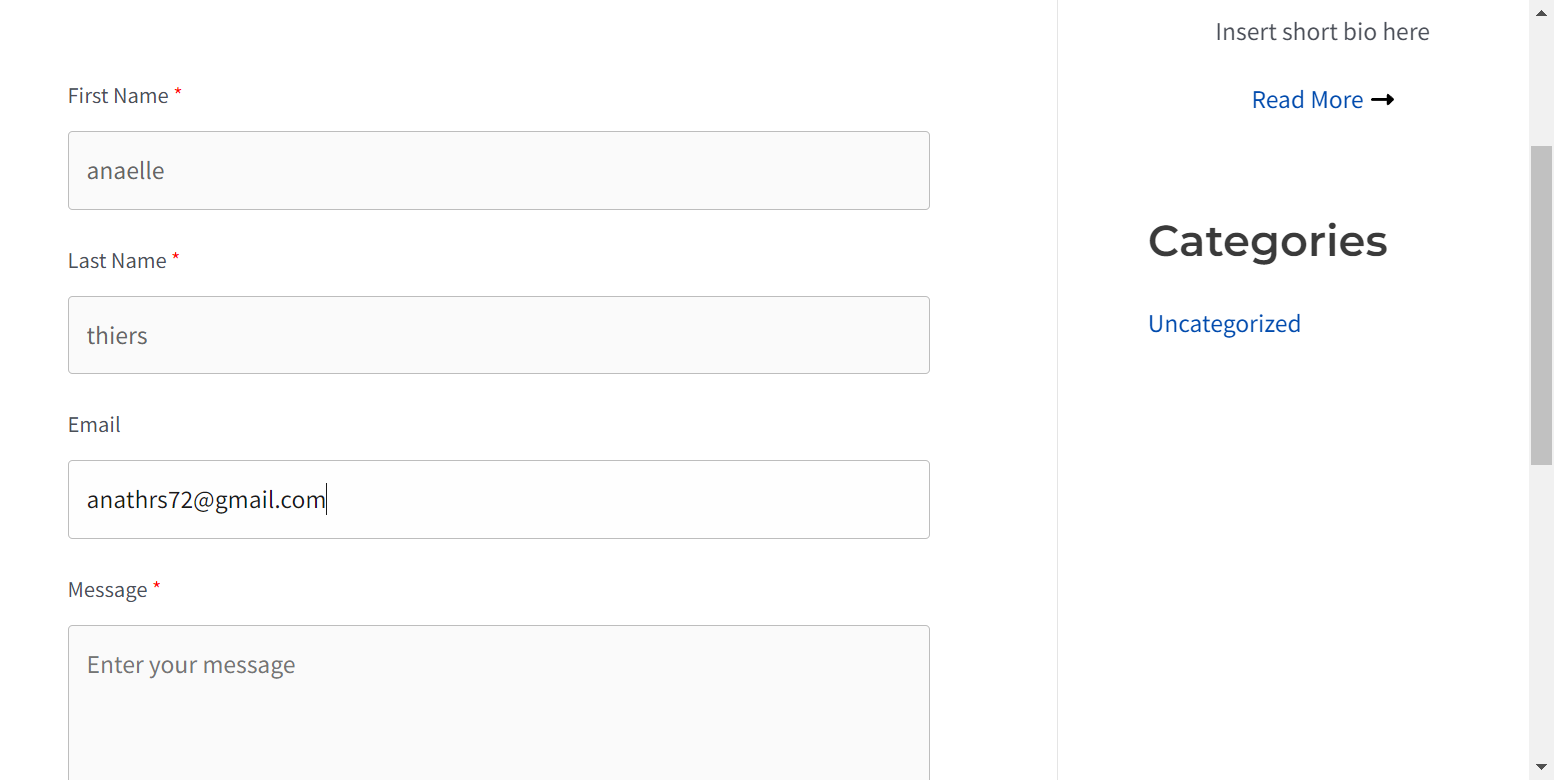 First Name *
anaelle
Last Name *
thiers
Email
anathrs72@gmail.com
Message *
Enter your message
Insert short bio here
Read More
Categories
Uncategorized